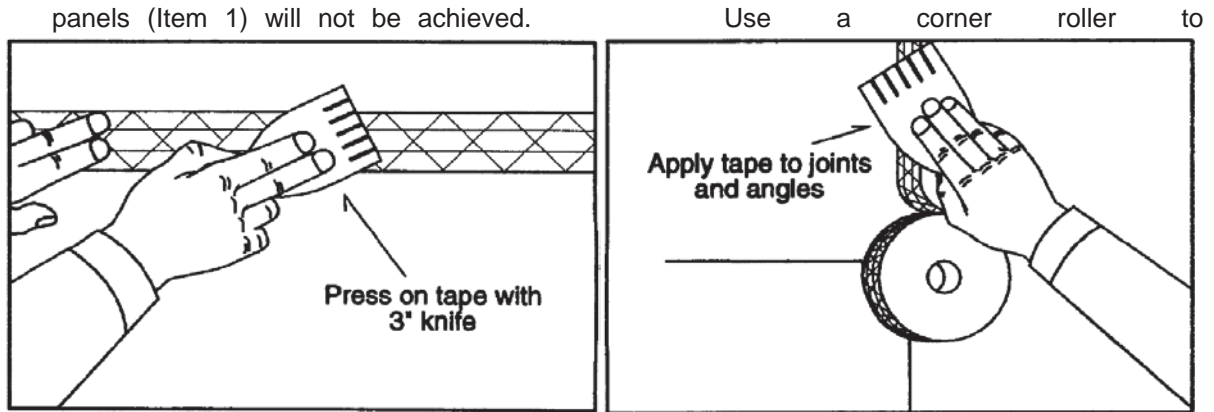 panels (Item 1) will not be achieved.
Use a corner roller to
Press on tape with
3" knife
Apply tape to joints
and angles